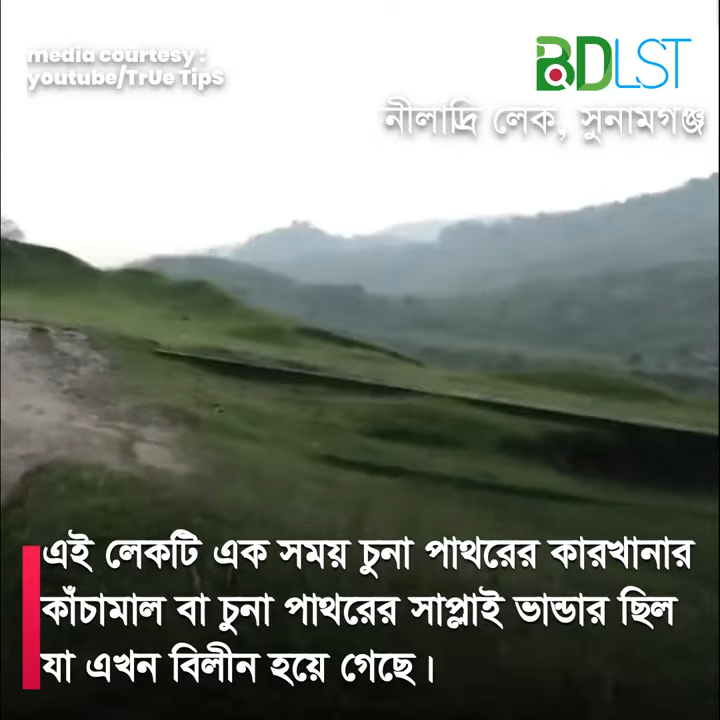 media courtesy :
youtube/TrUe TipS
BDLST
নীলাদ্রি লেক, সুনামগঞ্জ
এই লেকটি এক সময় চুনা পাথরের কারখানার
কাঁচামাল বা চুনা পাথরের সাপ্লাই ভান্ডার ছিল
যা এখন বিলীন হয়ে গেছে।